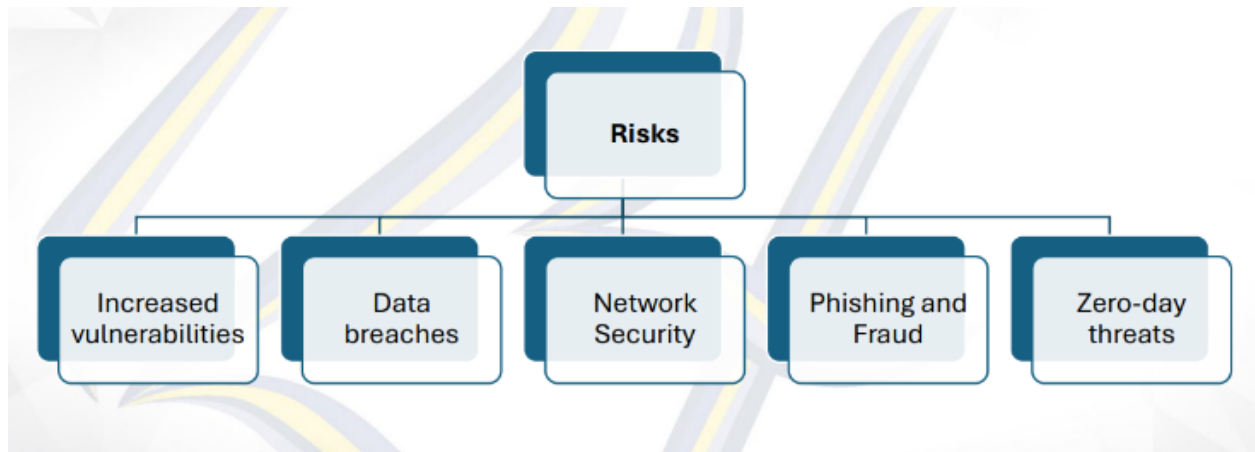 Risks
Increased
vulnerabilities
Data
breaches
Network
Security
Phishing and
Fraud
Zero-day
threats